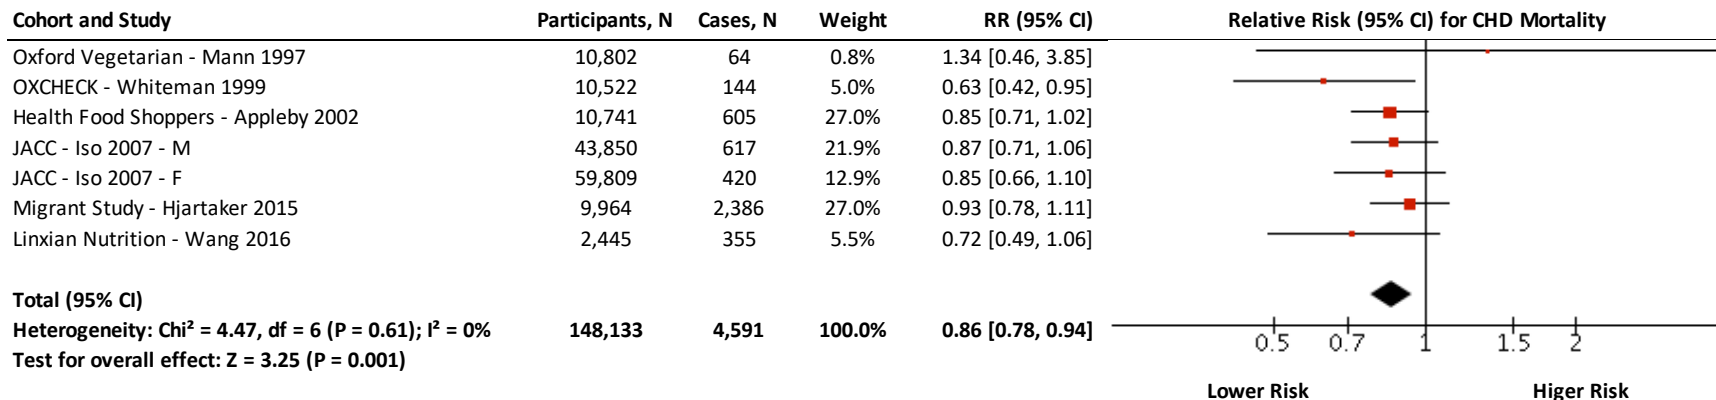 Cohort and Study Participants, N Cases, N Weight RR (95% CI) Relative Risk (95% CI) for CHD Mortality
Oxford Vegetarian - Mann 1997 10,802 64 0.8% 1.34 [0.46, 3.85]
OXCHECK - Whiteman 1999 10,522 144 5.0% 0.63 [0.42, 0.95]
Health Food Shoppers - Appleby 2002 10,741 605 27.0% 0.85 [0.71, 1.02]
JACC - Iso 2007 - M 43,850 617 21.9% 0.87 [0.71, 1.06]
JACC - Iso 2007 - F 59,809 420 12.9% 0.85 [0.66, 1.10]
Migrant Study - Hjartaker 2015 9,964 2,386 27.0% 0.93 [0.78, 1.11]
Linxian Nutrition - Wang 2016 2,445 355 5.5% 0.72 [0.49, 1.06]
Total (95% CI)
Heterogeneity: Chi² = 4.47, df = 6 (P = 0.61); I² = 0% 148,133 4,591 100.0% 0.86 [0.78, 0.94]
0.5 0.7 1 1.5 2
Test for overall effect: Z = 3.25 (P = 0.001)
Lower Risk Higer Risk